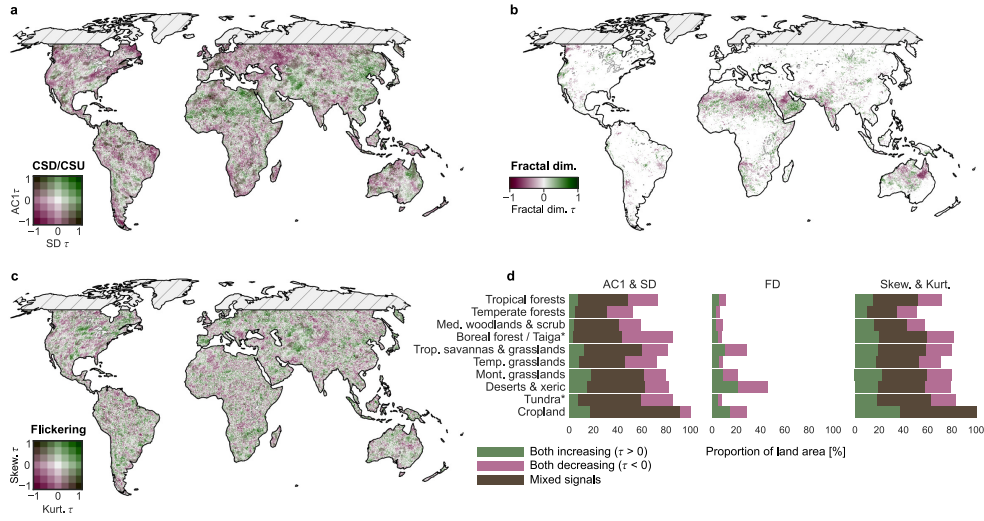 a
CSD/CSU
1
0
−1
AC1 τ
−1 0 1
SD τ
b
Fractal dim.
−1 0 1
Fractal dim. τ
c
Flickering
1
0
−1
Skew. τ
−1 0 1
Kurt. τ
d
AC1 & SD FD Skew. & Kurt.
Tropical forests
Temperate forests
Med. woodlands & scrub
Boreal forest / Taiga*
Trop. savannas & grasslands
Temp. grasslands
Mont. grasslands
Deserts & xeric
Tundra*
Cropland
0 20 40 60 80 100 0 20 40 60 80 100 0 20 40 60 80 100
Both increasing (τ > 0)
Both decreasing (τ < 0)
Mixed signals
Proportion of land area [%]